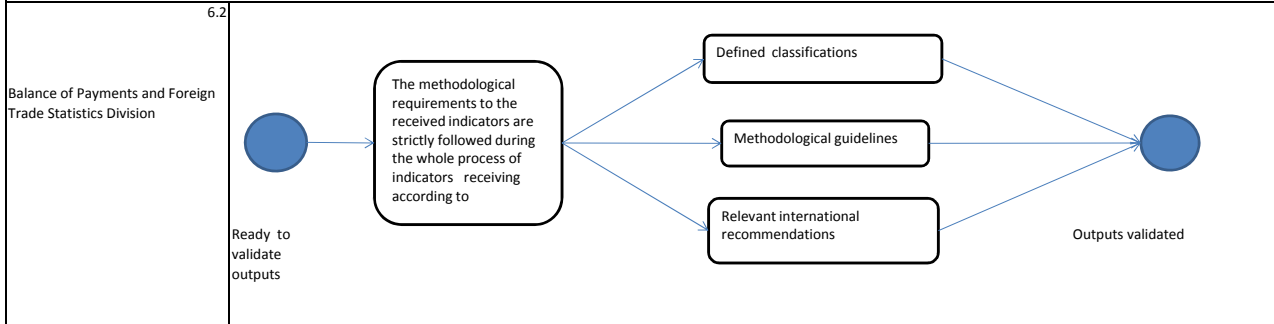 6.2
Balance of Payments and Foreign
Trade Statistics Division
Ready to
validate
outputs
The methodological
requirements to the
received indicators are
strictly followed during
the whole process of
indicators receiving
according to
Defined classifications
Methodological guidelines
Relevant international
recommendations
Outputs validated